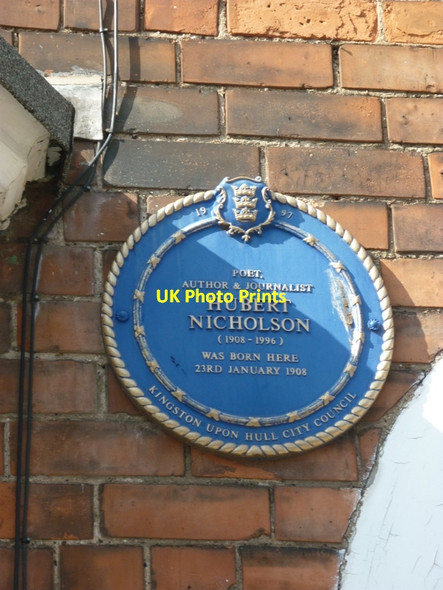 19 97
POET,
AUTHOR & JOURNALIST
UK Photo Prints
HUBERT
NICHOLSON
(1908-1996)
WAS BORN HERE
23RD JANUARY 1908
KINGSTON UPON HULL CITY COUNCIL